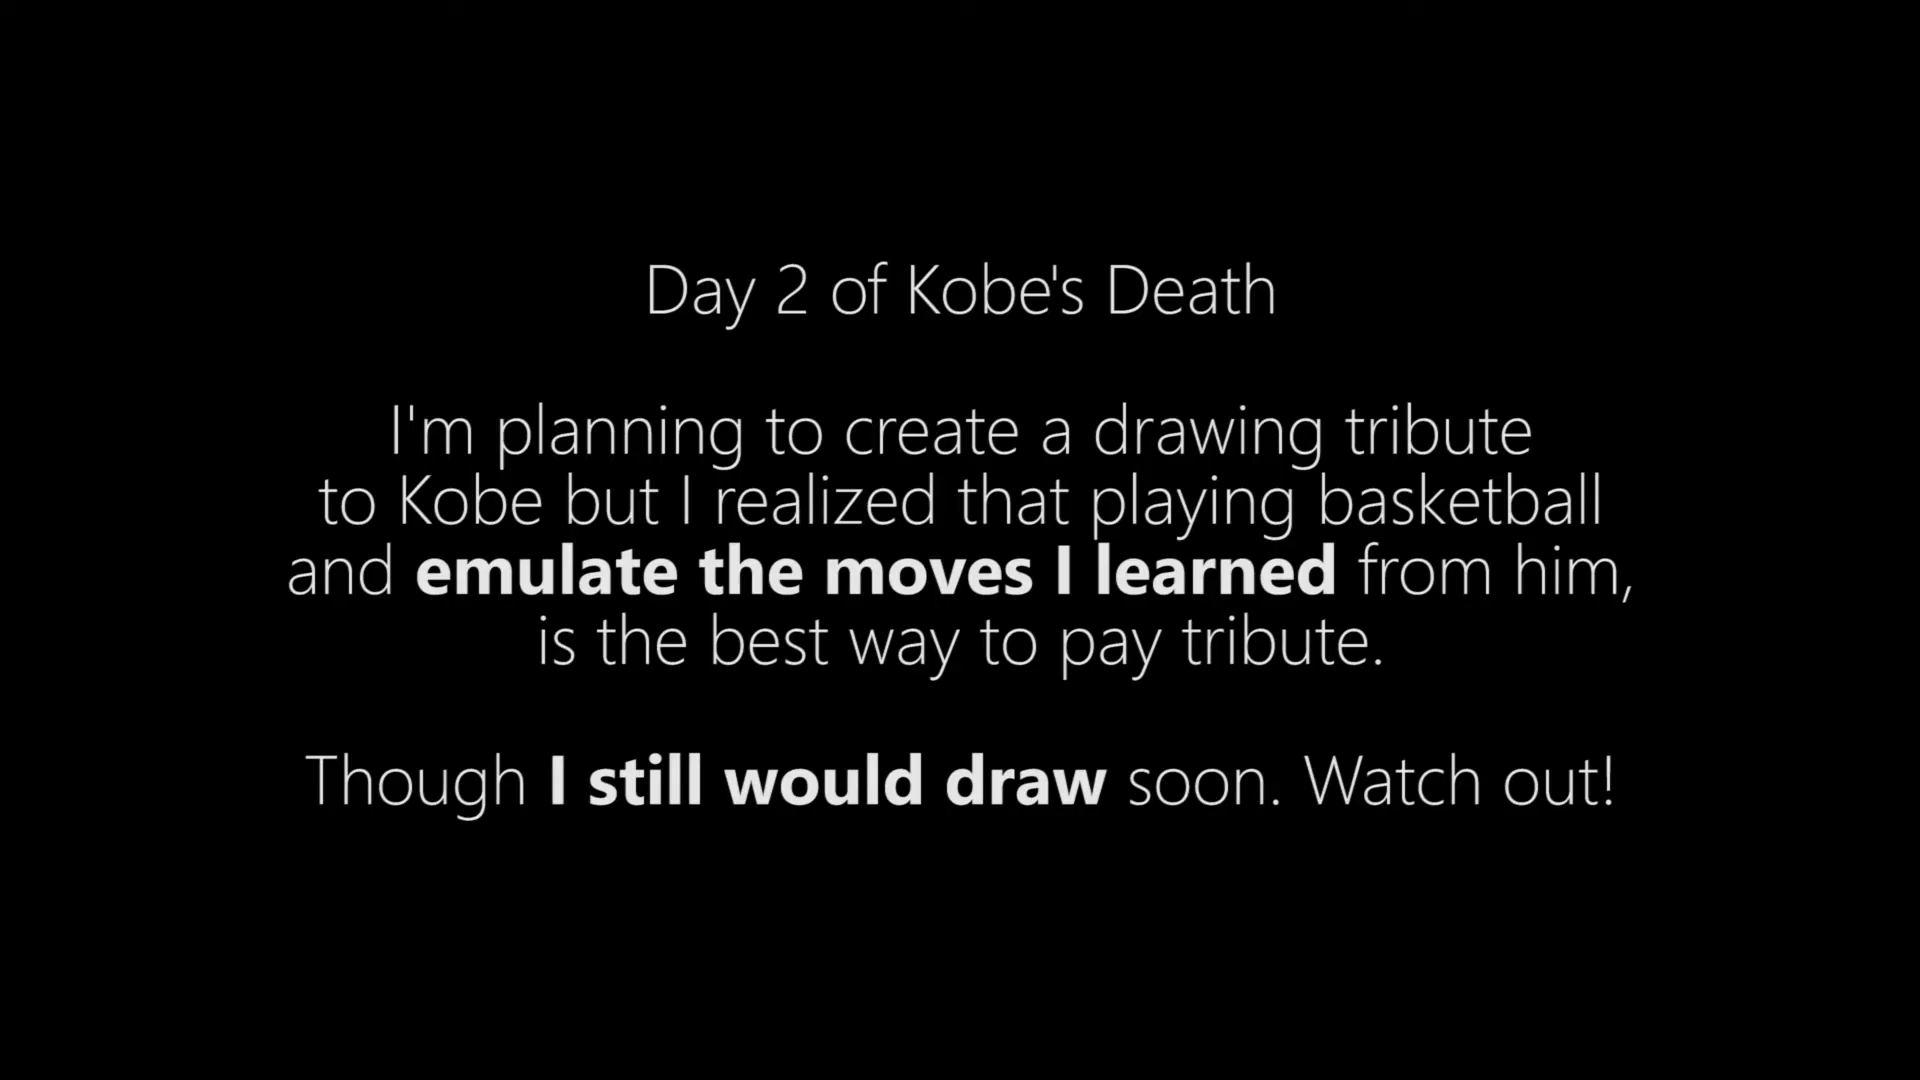 Day 2 of Kobe's Death
I'm planning to create a drawing tribute
to Kobe but I realized that playing basketball
and emulate the moves I learned from him,
is the best way to pay tribute.
Though I still would draw soon. Watch out!